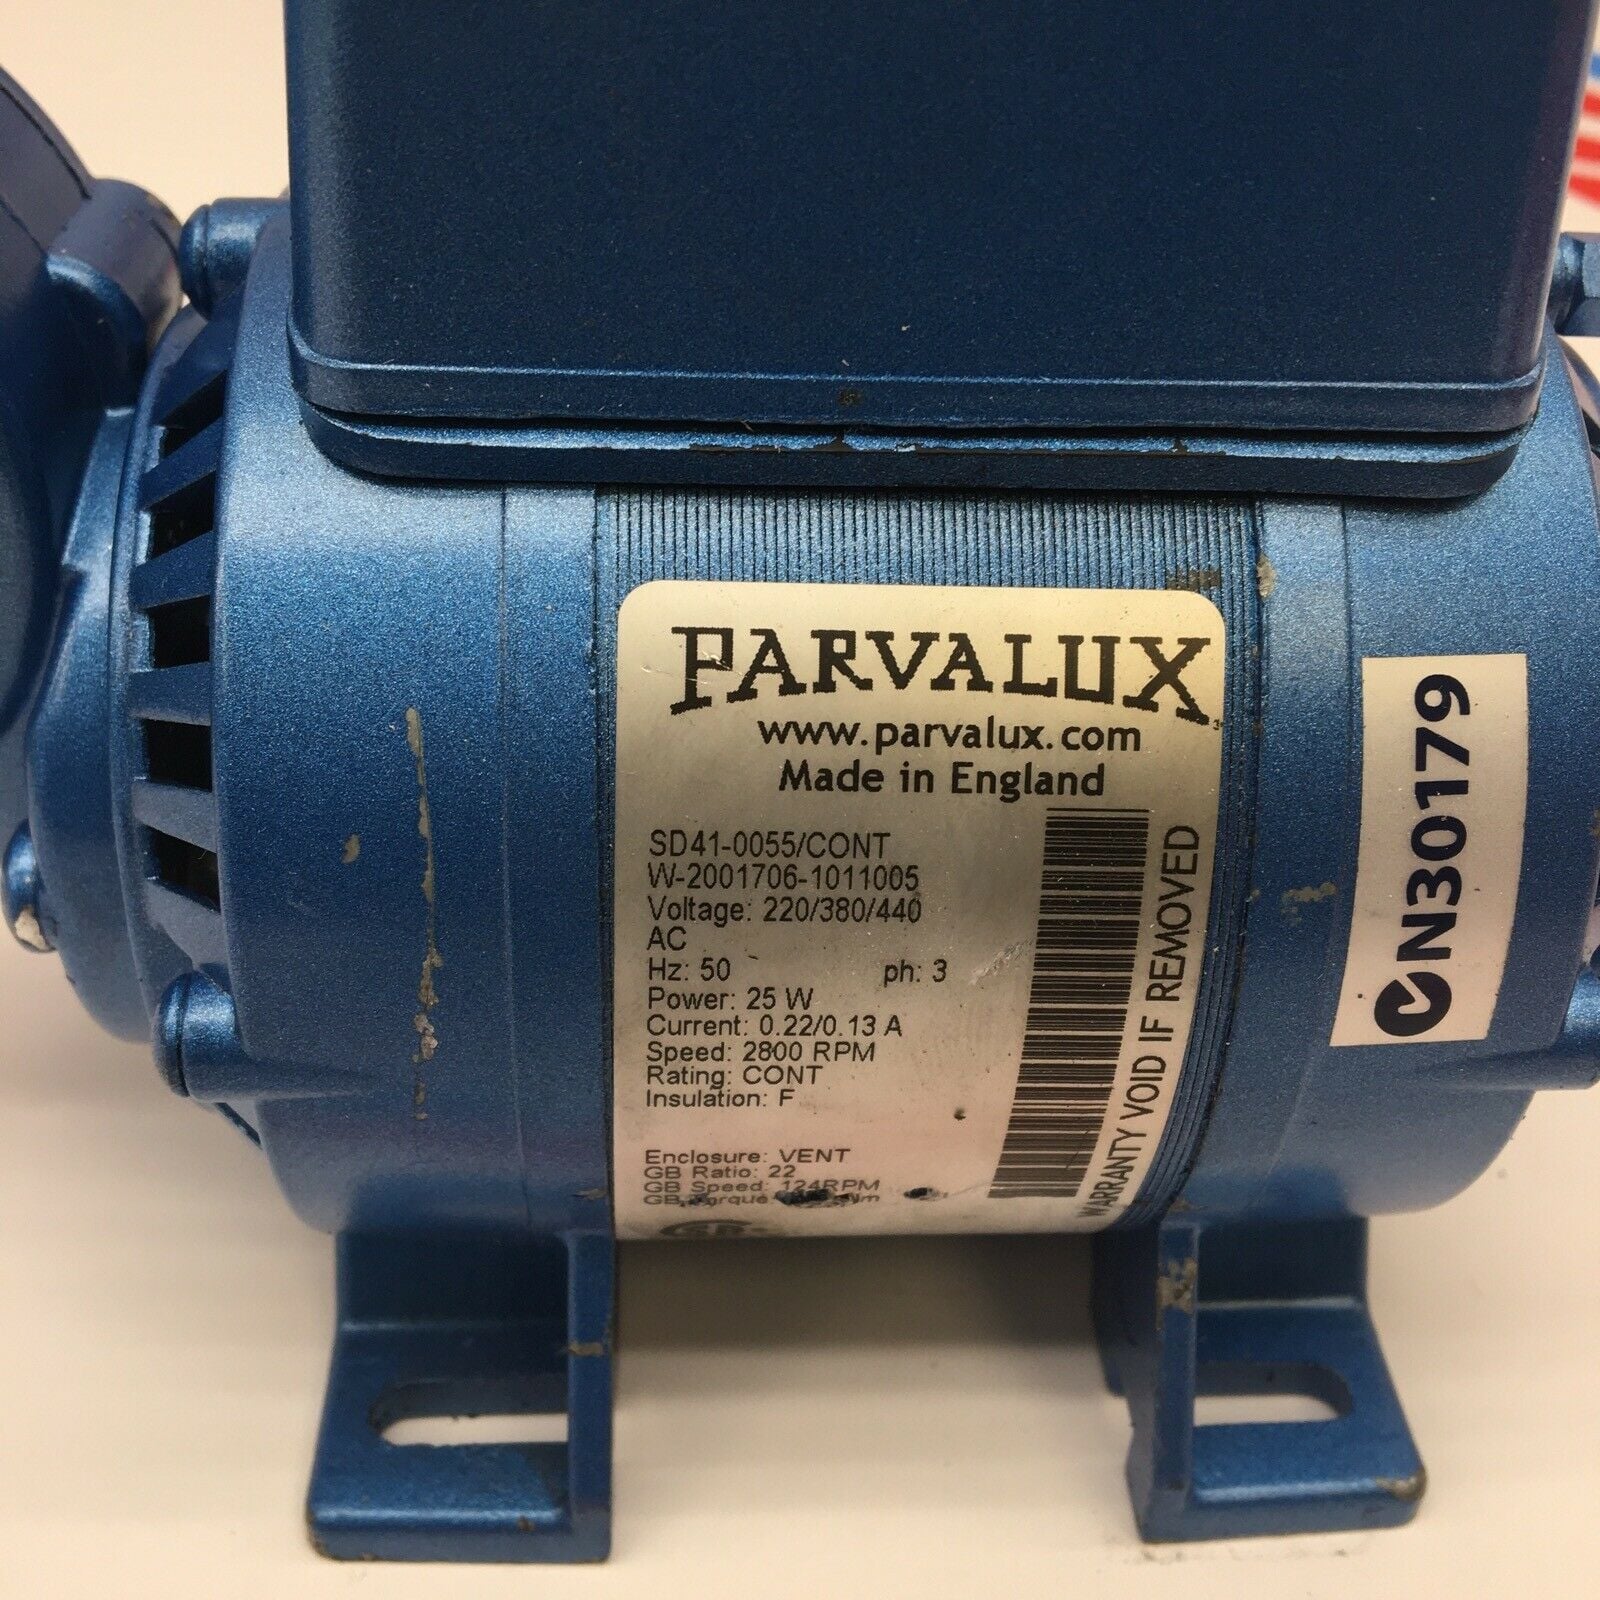 PARVALUX
www.parvalux.com
Made in England
SD41-0055/CONT
W-2001706-1011005
Voltage: 220/380/440
AC
Hz: 50 ph: 3
Power: 25 W
Current: 0.22/0.13 A
Speed: 2800 RPM
Rating: CONT
Insulation: F
Enclosure: VENT
GB Ratio: 22
GB Speed: 124RPM
GB Torque
WARRANTY VOID IF REMOVED
N30179